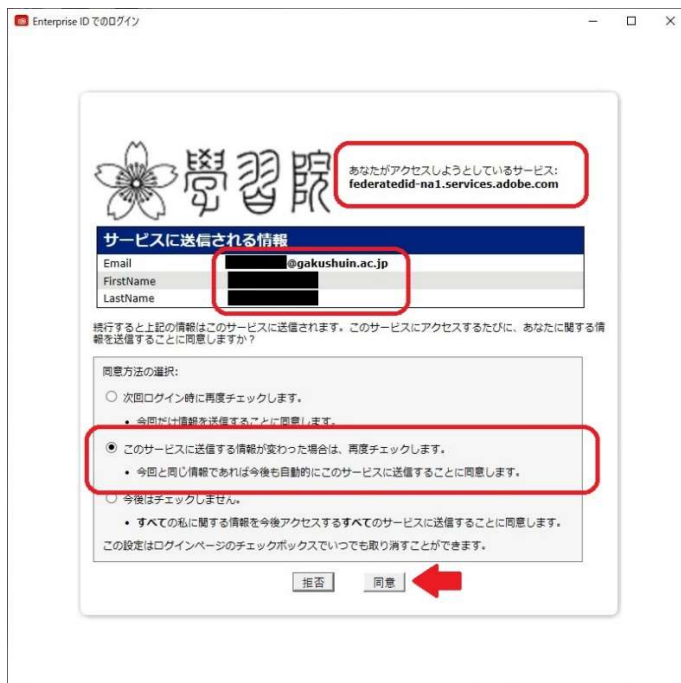 Enterprise ID でのログイン
學習院
あなたがアクセスしようとしているサービス:
federatedid-na1.services.adobe.com
サービスに送信される情報
Email @gakushuin.ac.jp
FirstName
LastName
続行すると上記の情報はこのサービスに送信されます。このサービスにアクセスするたびに、あなたに関する情
報を送信することに同意しますか？
同意方法の選択:
次回ログイン時に再度チェックします。
• 今回だけ情報を送信することに同意します。
このサービスに送信する情報が変わった場合は、再度チェックします。
• 今回と同じ情報であれば今後も自動的にこのサービスに送信することに同意します。
今後はチェックしません。
• すべての私に関する情報を今後アクセスするすべてのサービスに送信することに同意します。
この設定はログインページのチェックボックスでいつでも取り消すことができます。
拒否 同意